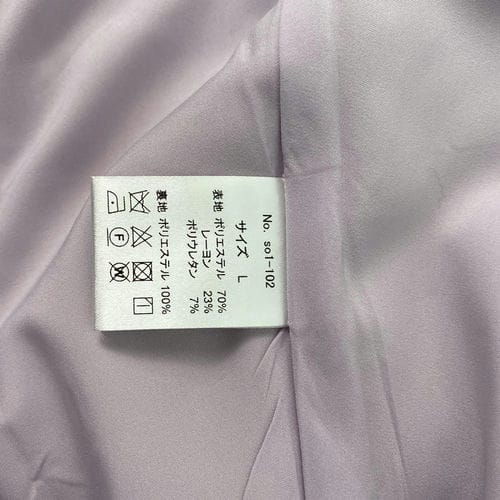 No. so1-102
サイズ L
表地 ポリエステル 70%
レーヨン 23%
ポリウレタン 7%
裏地 ポリエステル 100%